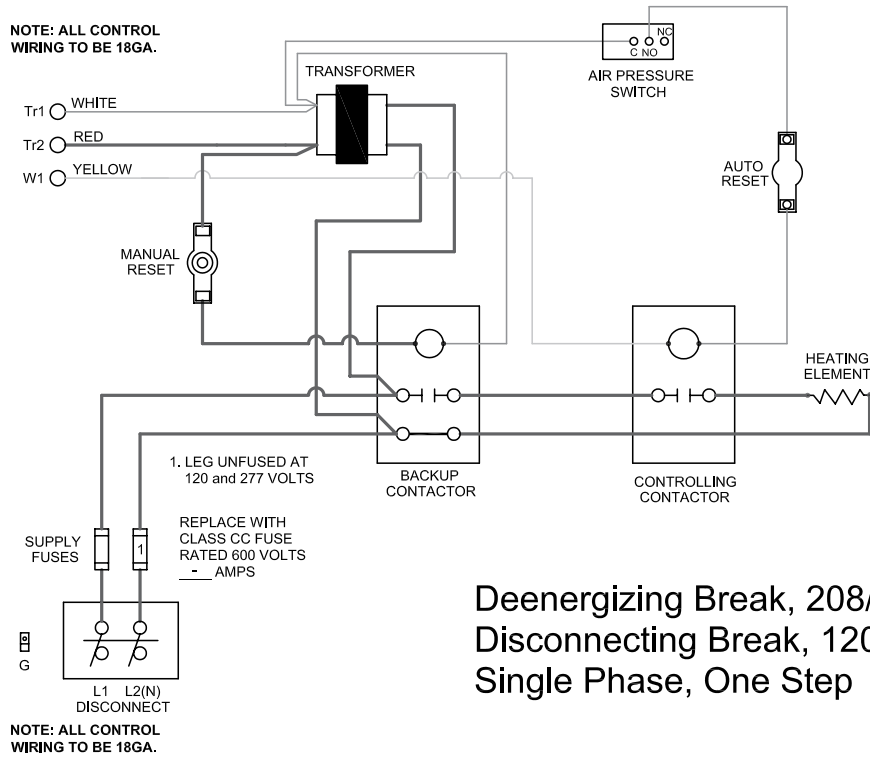 NOTE: ALL CONTROL
WIRING TO BE 18GA.
NC
C NO
AIR PRESSURE
SWITCH
TRANSFORMER
Tr1 WHITE
Tr2 RED
W1 YELLOW
AUTO
RESET
MANUAL
RESET
HEATING
ELEMENT
1. LEG UNFUSED AT
120 and 277 VOLTS
BACKUP
CONTACTOR
CONTROLLING
CONTACTOR
SUPPLY
FUSES
1
REPLACE WITH
CLASS CC FUSE
RATED 600 VOLTS
- AMPS
G
L1 L2(N)
DISCONNECT
Deenergizing Break, 208/
Disconnecting Break, 120
Single Phase, One Step
NOTE: ALL CONTROL
WIRING TO BE 18GA.